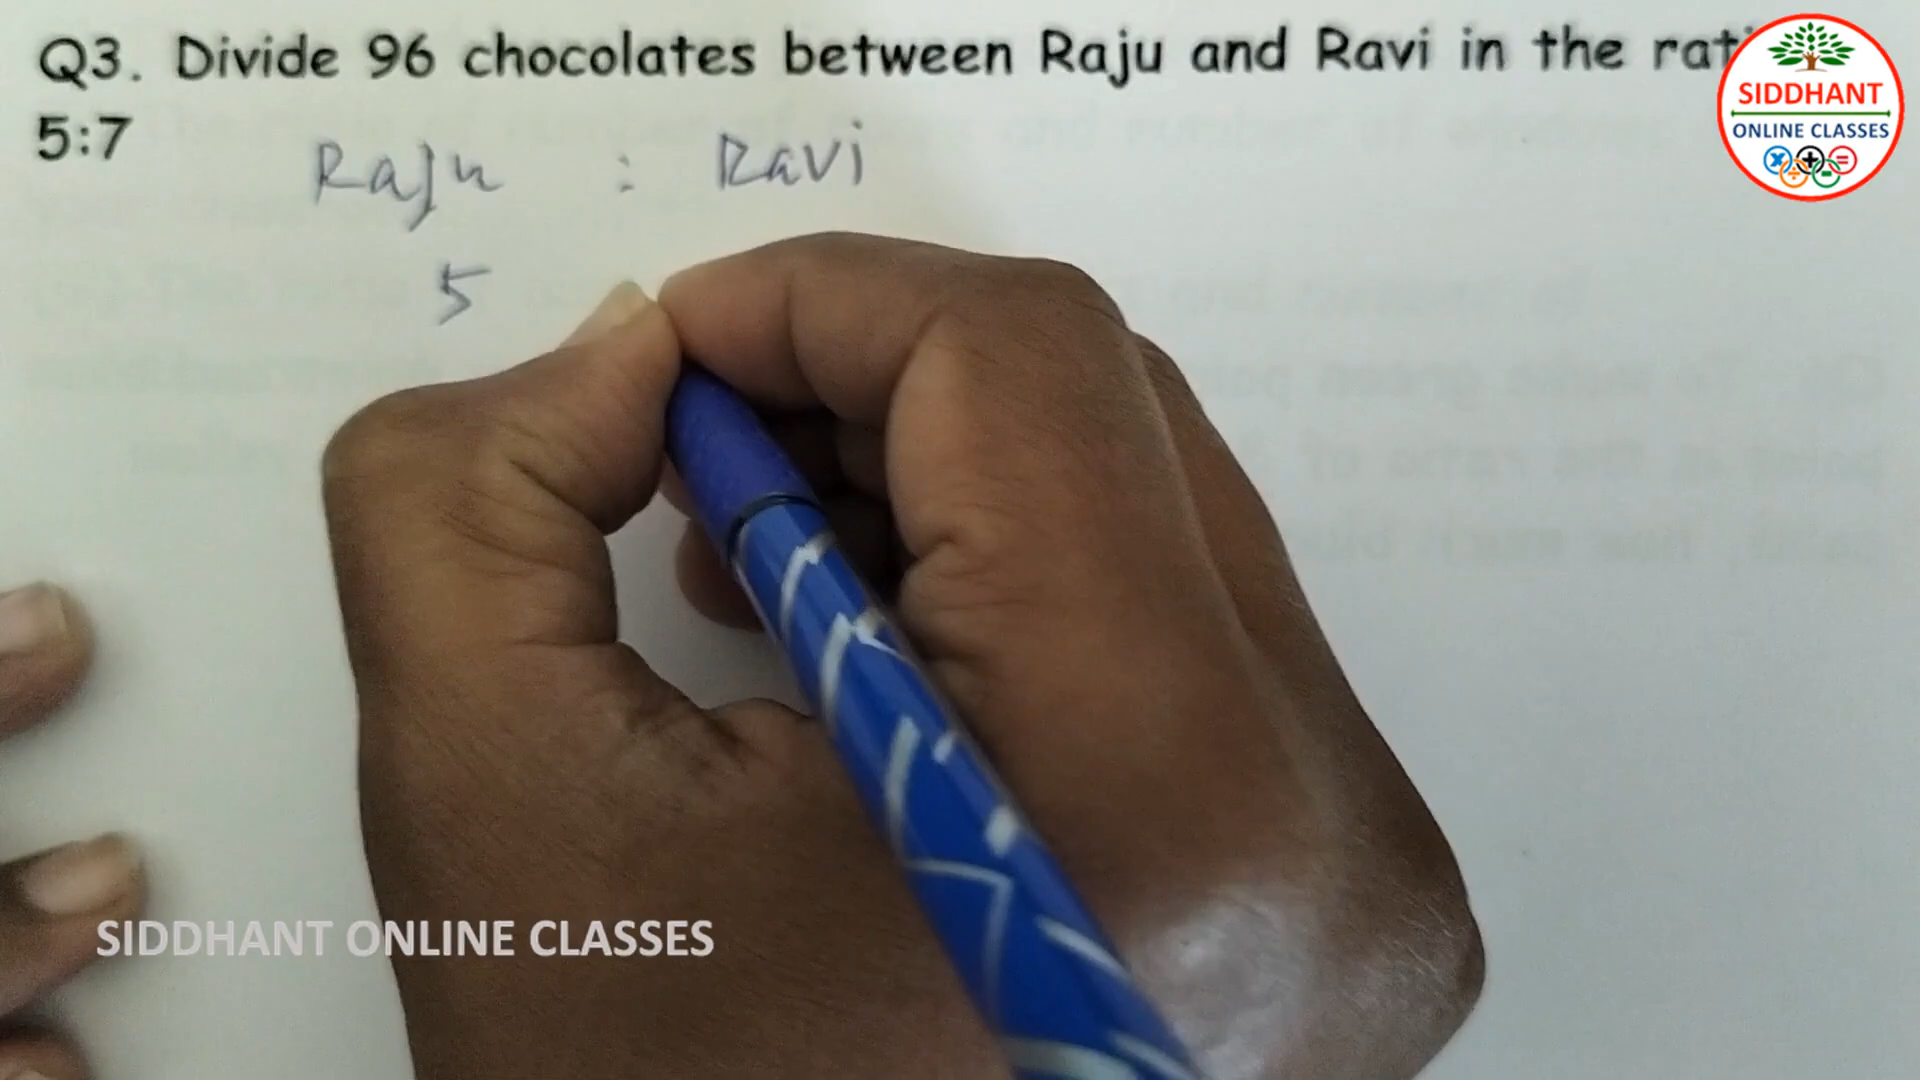 Q3. Divide 96 chocolates between Raju and Ravi in the
5:7
Raju : Ravi
5
SIDDHANT
ONLINE CLASSES
SIDDHANT ONLINE CLASSES